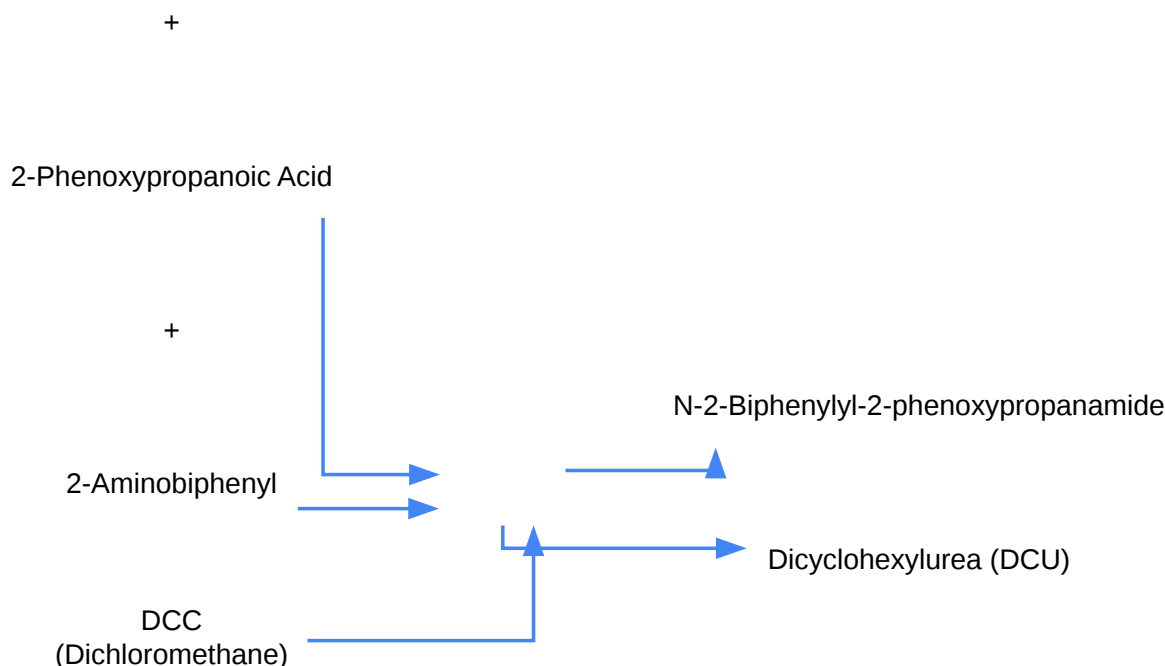 +
2-Phenoxypropanoic Acid
+
N-2-Biphenylyl-2-phenoxypropanamide
2-Aminobiphenyl
Dicyclohexylurea (DCU)
DCC
(Dichloromethane)